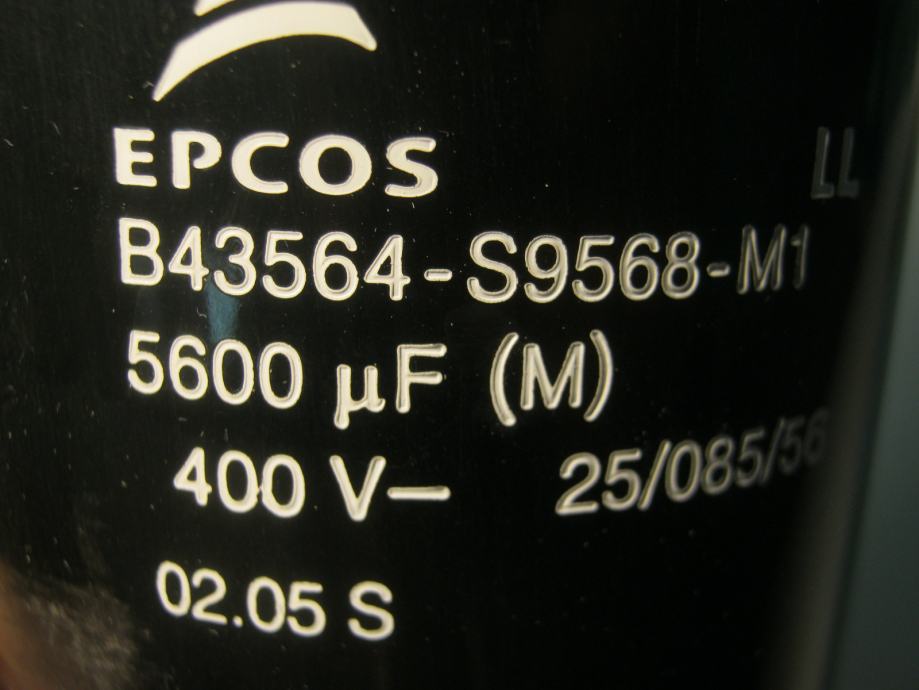 EPCOS LL
B43564-S9568-M1
5600 µF (M)
400 V— 25/085/56
02.05 S